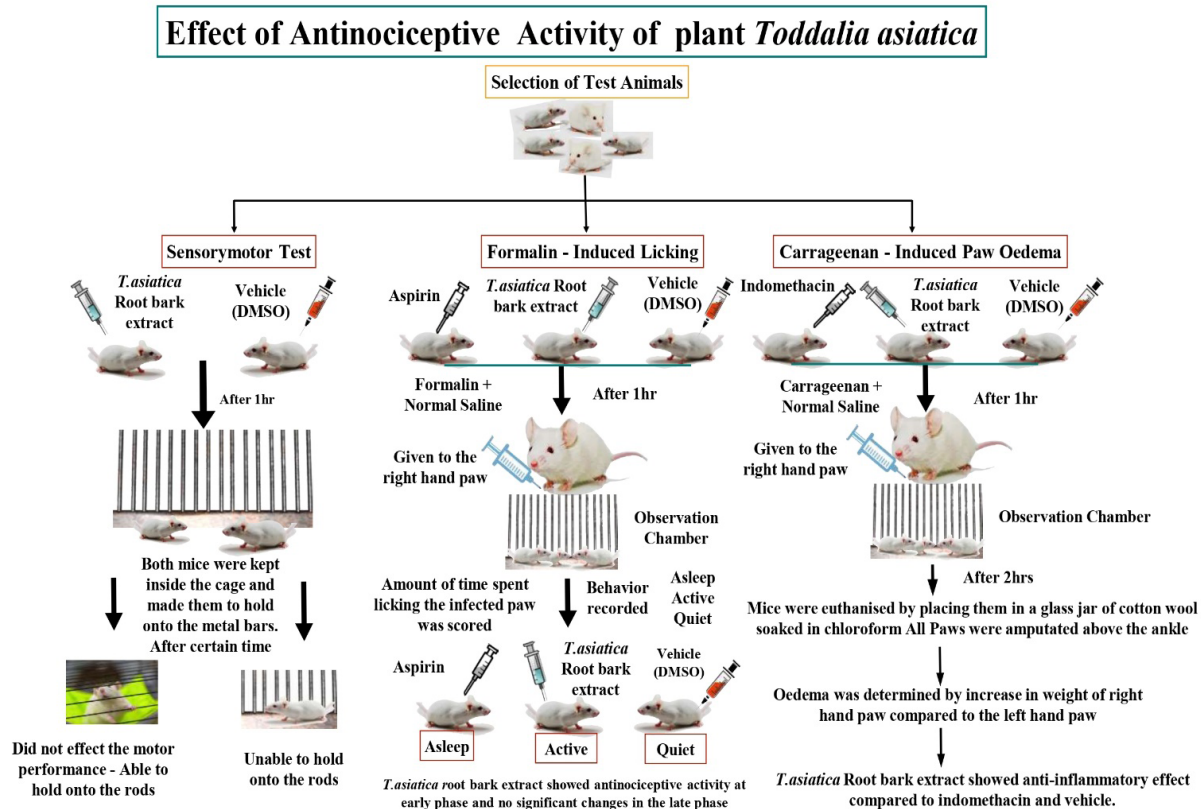 Effect of Antinociceptive Activity of plant Toddalia asiatica
Selection of Test Animals
Sensorymotor Test
T.asiatica
Root bark
extract
Vehicle
(DMSO)
After 1hr
Both mice were kept
inside the cage and
made them to hold
onto the metal bars.
After certain time
Did not effect the motor
performance - Able to
hold onto the rods
Unable to hold
onto the rods
Formalin - Induced Licking
Aspirin
T.asiatica Root
bark extract
Vehicle
(DMSO)
Formalin +
Normal Saline
After 1hr
Given to the
right hand paw
Observation
Chamber
Amount of time spent
licking the infected paw
was scored
Behavior
recorded
Asleep
Active
Quiet
Aspirin
T.asiatica
Root bark
extract
Vehicle
(DMSO)
Asleep
Active
Quiet
T.asiatica root bark extract showed antinociceptive activity at
early phase and no significant changes in the late phase
Carrageenan - Induced Paw Oedema
Indomethacin
T.asiatica
Root bark
extract
Vehicle
(DMSO)
Carrageenan +
Normal Saline
After 1hr
Given to the
right hand paw
Observation Chamber
After 2hrs
Mice were euthanised by placing them in a glass jar of cotton wool
soaked in chloroform All Paws were amputated above the ankle
Oedema was determined by increase in weight of right
hand paw compared to the left hand paw
T.asiatica Root bark extract showed anti-inflammatory effect
compared to indomethacin and vehicle.